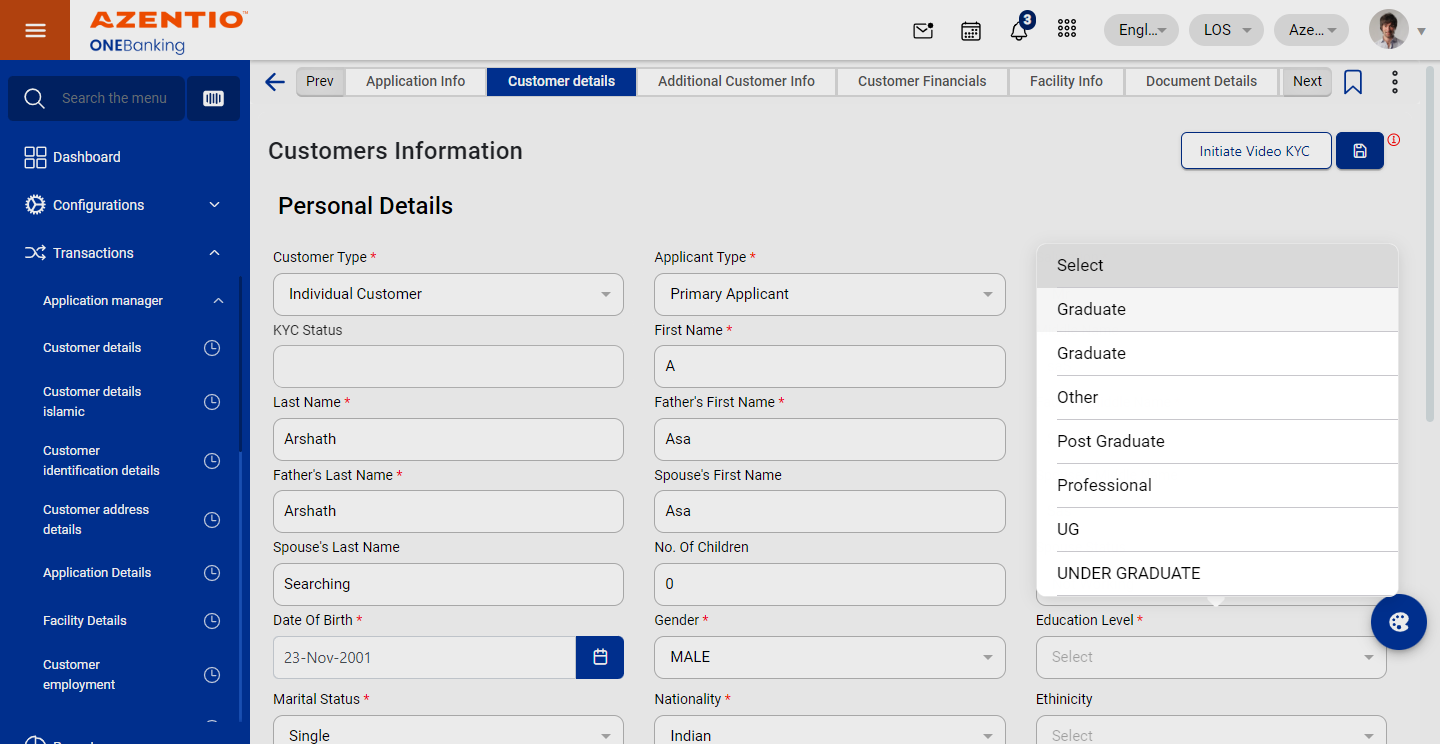 AZENTIO™
ONEBanking
3
Engl...
LOS
Aze...
Search the menu
Dashboard
Configurations
Transactions
Application manager
Customer details
Customer details
islamic
Customer
identification details
Customer address
details
Application Details
Facility Details
Customer
employment
Prev
Application Info
Customer details
Additional Customer Info
Customer Financials
Facility Info
Document Details
Next
Customers Information
Initiate Video KYC
Personal Details
Customer Type *
Individual Customer
Applicant Type *
Primary Applicant
KYC Status
First Name *
A
Last Name *
Arshath
Father's First Name *
Asa
Father's Last Name *
Arshath
Spouse's First Name
Asa
Spouse's Last Name
Searching
No. Of Children
0
Date Of Birth *
23-Nov-2001
Gender *
MALE
Education Level *
Select
Marital Status *
Single
Nationality *
Indian
Ethinicity
Select
Select
Graduate
Graduate
Other
Post Graduate
Professional
UG
UNDER GRADUATE